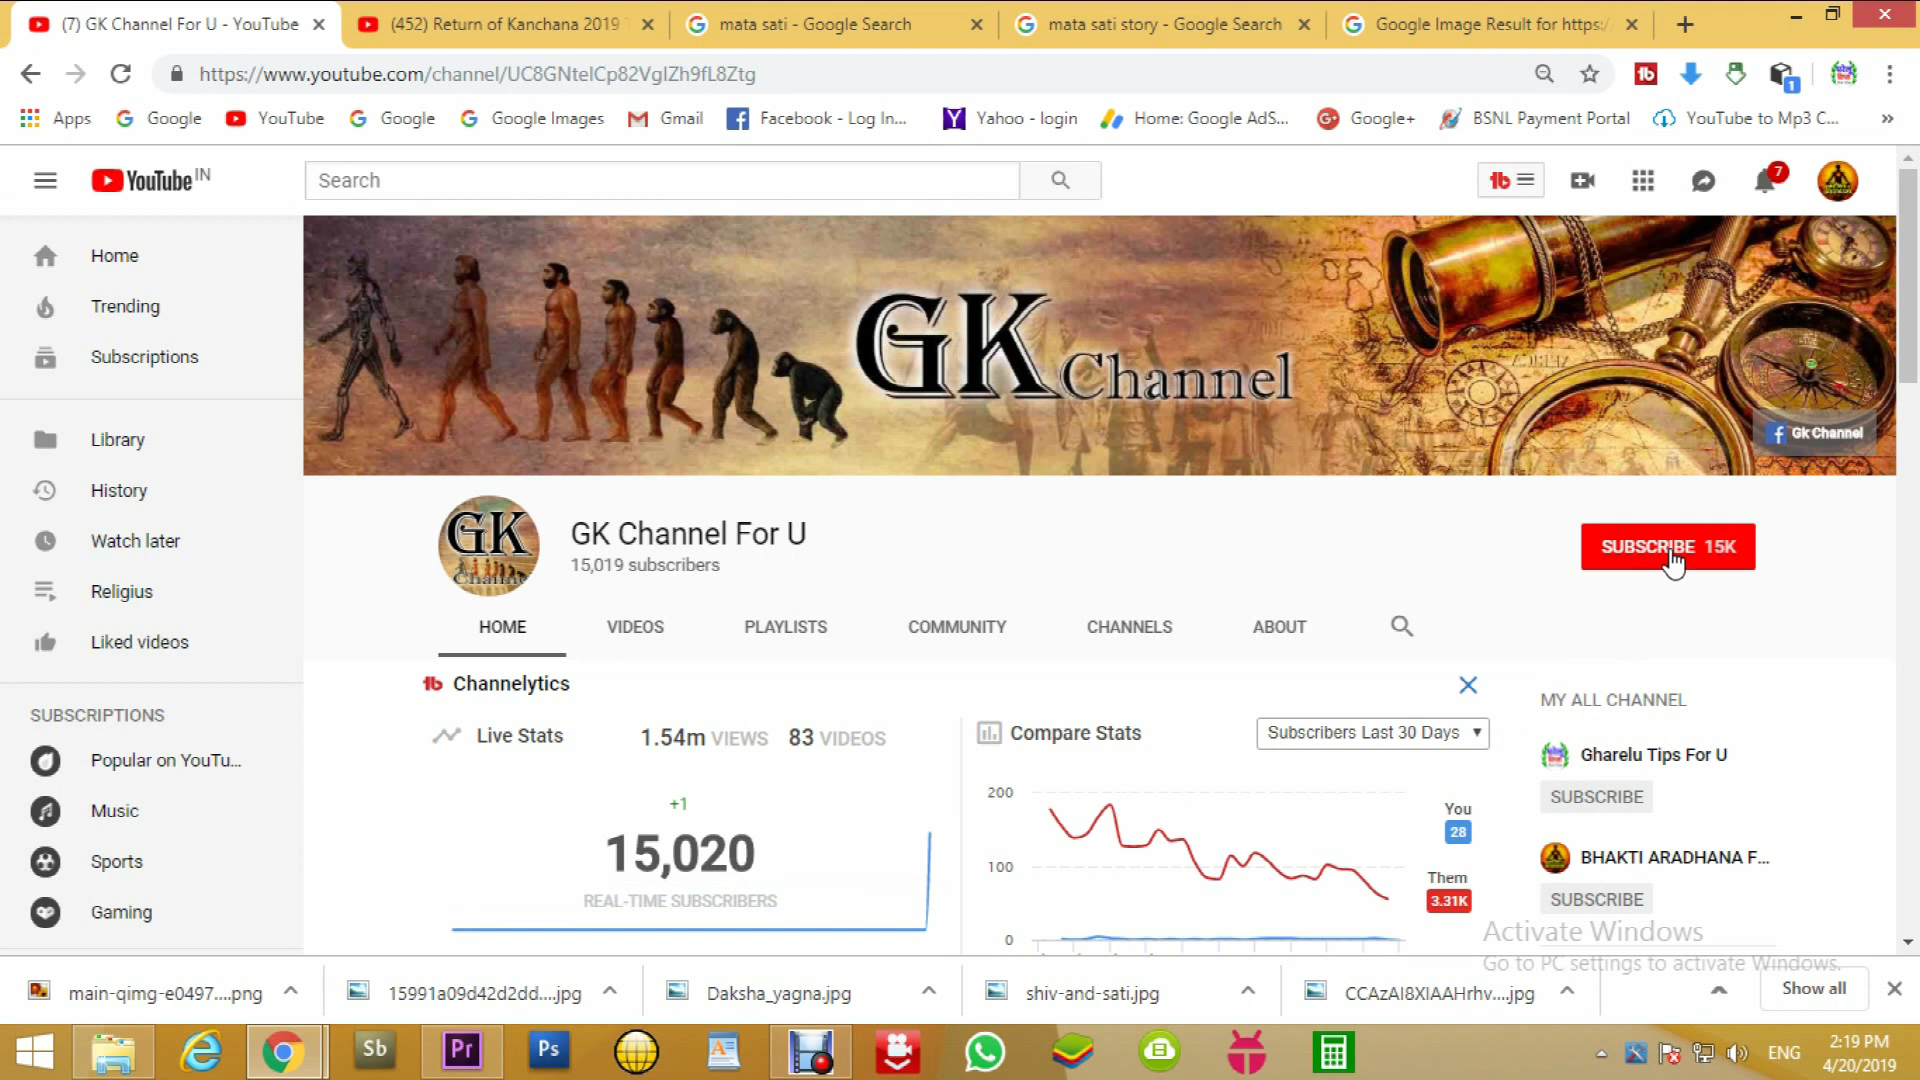 (7) GK Channel For U - YouTube
(452) Return of Kanchana 2019
mata sati - Google Search
mata sati story - Google Search
Google Image Result for https:/
https://www.youtube.com/channel/
1
Apps
Google
YouTube
Google
Google Images
Gmail
Facebook - Log In...
Yahoo - login
Home: Google AdS...
Google+
BSNL Payment Portal
YouTube to Mp3 C...
»
YouTube IN
Search
7
Home
Trending
Subscriptions
Library
History
Watch later
Religius
Liked videos
SUBSCRIPTIONS
Popular on YouTu...
Music
Sports
Gaming
GK Channel
Gk Channel
GK Channel
GK Channel For U
15,019 subscribers
SUBSCRIBE 15K
HOME
VIDEOS
PLAYLISTS
COMMUNITY
CHANNELS
ABOUT
Channelytics
Live Stats
1.54m VIEWS 83 VIDEOS
+1
15,020
REAL-TIME SUBSCRIBERS
Compare Stats
Subscribers Last 30 Days
200
100
0
You
28
Them
3.31K
MY ALL CHANNEL
Gharelu Tips For U
SUBSCRIBE
BHAKTI ARADHANA F...
SUBSCRIBE
Activate Windows
Go to PC settings to activate Windows.
main-qimg-e0497....png
15991a09d42d2dd....jpg
Daksha_yagna.jpg
shiv-and-sati.jpg
Show all
Sb
Pr
Ps
ENG
2:19 PM
4/20/2019